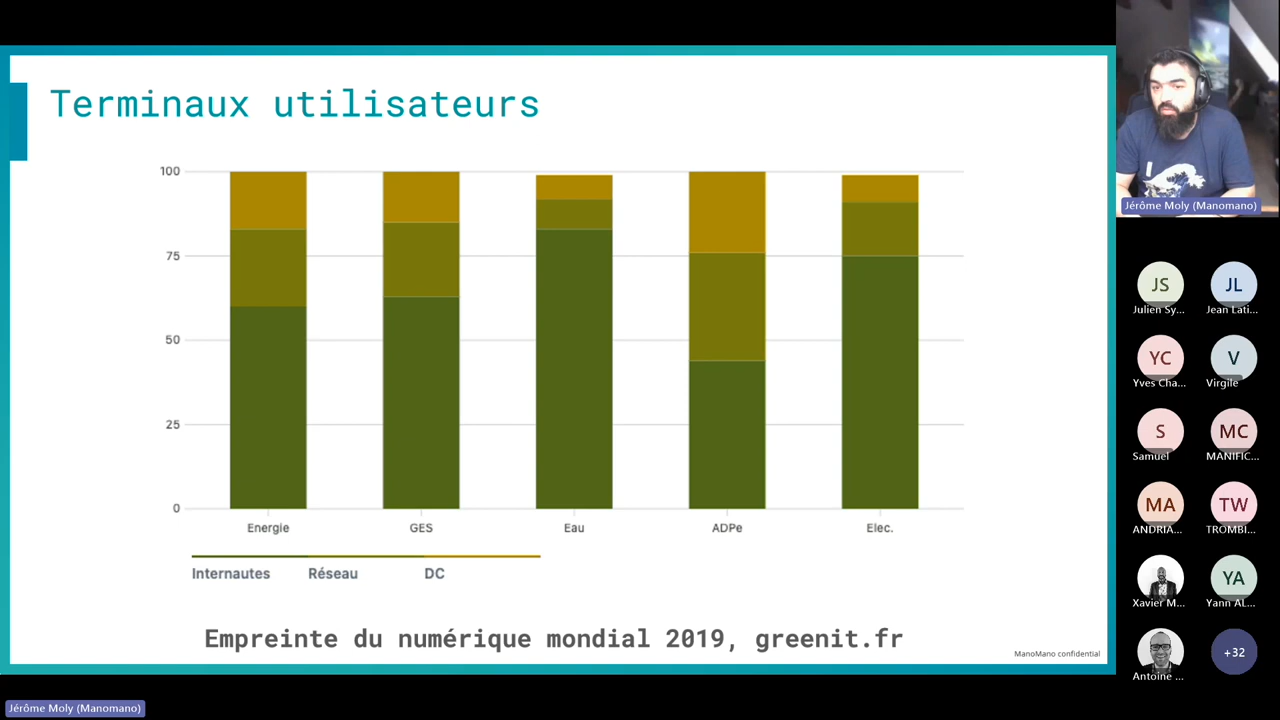 Terminaux utilisateurs
100
75
50
25
0
Energie
GES
Eau
ADPe
Elec.
Internautes
Réseau
DC
Empreinte du numérique mondial 2019, greenit.fr
ManoMano confidential
Jérôme Moly (Manomano)
JS
JL
Julien Sy...
Jean Lati...
YC
V
Yves Cha...
Virgile
S
MC
Samuel
MANIFIC...
MA
TW
ANDRIA...
TROMBI...
YA
Xavier M...
Yann AL...
+32
Antoine ...
Jérôme Moly (Manomano)